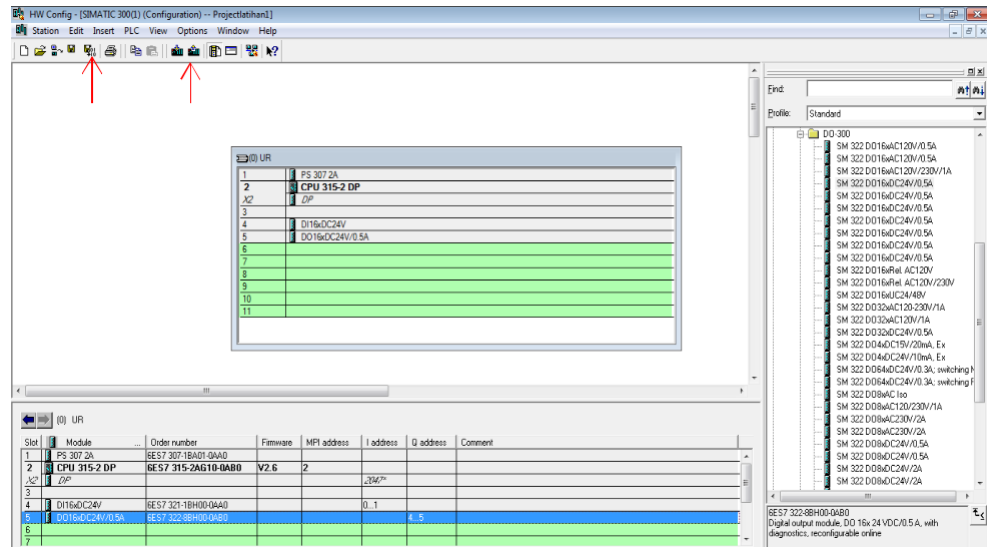 HW Config - [SIMATIC 300(1) (Configuration) -- Projectlatihan1]
Station Edit Insert PLC View Options Window Help
(0) UR
1 PS 307 2A
2 CPU 315-2 DP
X2 DP
3
4 DI16xDC24V
5 DO16xDC24V/0.5A
6
7
8
9
10
11
Find:
Profile: Standard
DO-300
SM 322 DO16xAC120V/0.5A
SM 322 DO16xAC120V/0.5A
SM 322 DO16xAC120V/230V/1A
SM 322 DO16xDC24V/0,5A
SM 322 DO16xDC24V/0,5A
SM 322 DO16xDC24V/0.5A
SM 322 DO16xDC24V/0.5A
SM 322 DO16xDC24V/0.5A
SM 322 DO16xDC24V/0.5A
SM 322 DO16xDC24V/0.5A
SM 322 DO16xRel. AC120V
SM 322 DO16xRel. AC120V/230V
SM 322 DO16xUC24/48V
SM 322 DO32xAC120-230V/1A
SM 322 DO32xAC120V/1A
SM 322 DO32xDC24V/0.5A
SM 322 DO4xDC15V/20mA, Ex
SM 322 DO4xDC24V/10mA, Ex
SM 322 DO64xDC24V/0.3A; switching
SM 322 DO64xDC24V/0.3A; switching
SM 322 DO8xAC Iso
SM 322 DO8xAC120/230V/1A
SM 322 DO8xAC230V/2A
SM 322 DO8xAC230V/2A
SM 322 DO8xDC24V/0,5A
SM 322 DO8xDC24V/0.5A
SM 322 DO8xDC24V/2A
SM 322 DO8xDC24V/2A
(0) UR
Slot Module ... Order number Firmware MPI address I address Q address Comment
1 PS 307 2A 6ES7 307-1BA01-0AA0
2 CPU 315-2 DP 6ES7 315-2AG10-0AB0 V2.6 2
X2 DP 2047*
3
4 DI16xDC24V 6ES7 321-1BH00-0AA0 0...1
5 DO16xDC24V/0.5A 6ES7 322-8BH00-0AB0 4...5
6
7
6ES7 322-8BH00-0AB0
Digital output module, DO 16x 24 VDC/0.5 A, with
diagnostics, reconfigurable online